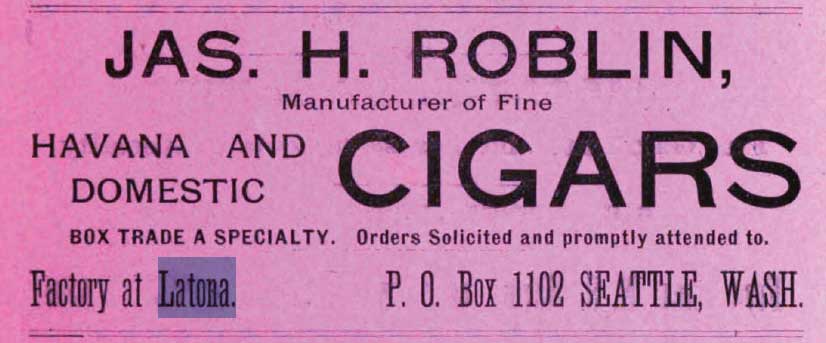 JAS. H. ROBLIN,
Manufacturer of Fine
HAVANA AND
DOMESTIC
CIGARS
BOX TRADE A SPECIALTY. Orders Solicited and promptly attended to.
Factory at Latona. P. O. Box 1102 SEATTLE, WASH.